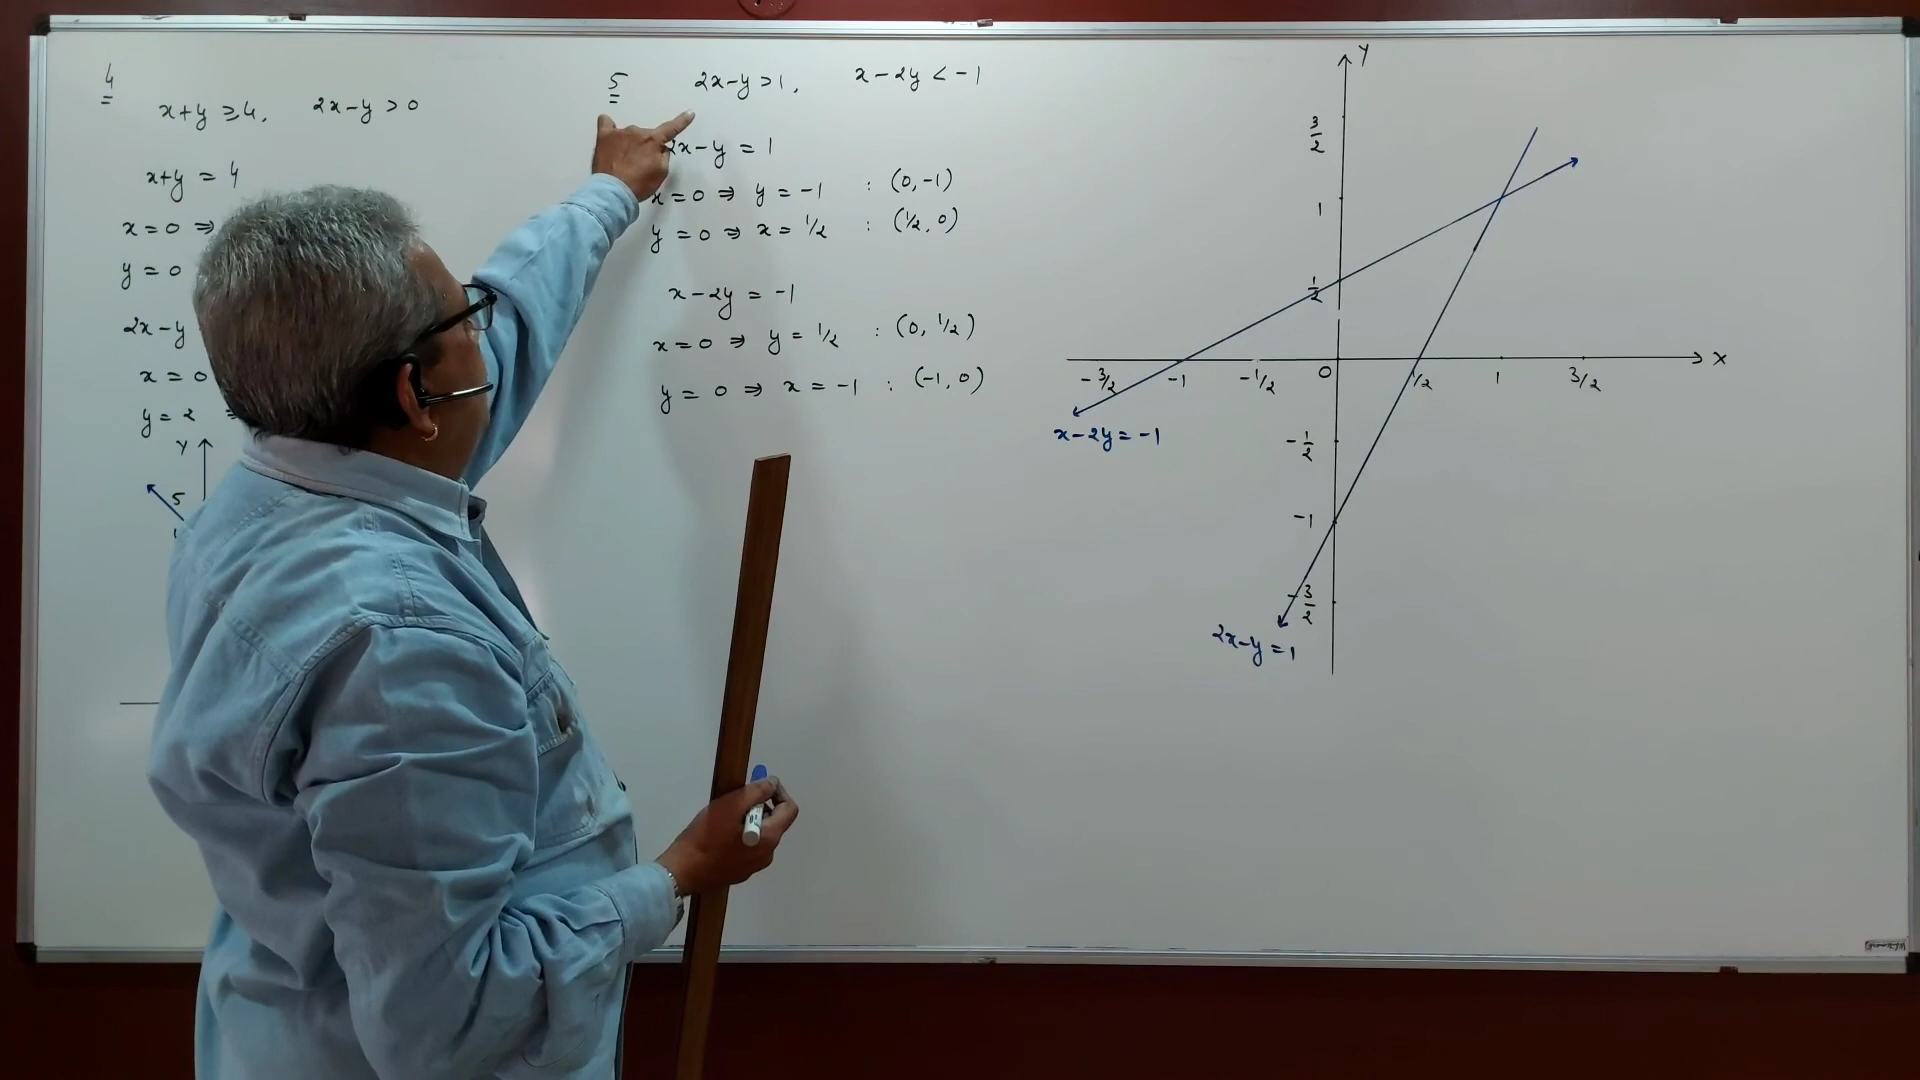 4
x+y ≥ 4, 2x-y > 0
x+y = 4
x = 0 ⇒
y = 0
2x-y
x = 0
y = 2
Y
5
5
2x-y > 1, x-2y < -1
2x-y = 1
x = 0 ⇒ y = -1 : (0, -1)
y = 0 ⇒ x = 1/2 : (1/2, 0)
x-2y = -1
x = 0 ⇒ y = 1/2 : (0, 1/2)
y = 0 ⇒ x = -1 : (-1, 0)
Y
3/2
1
1/2
-3/2 -1 -1/2 0 1/2 1 3/2 X
x-2y = -1
-1/2
-1
-3/2
2x-y = 1